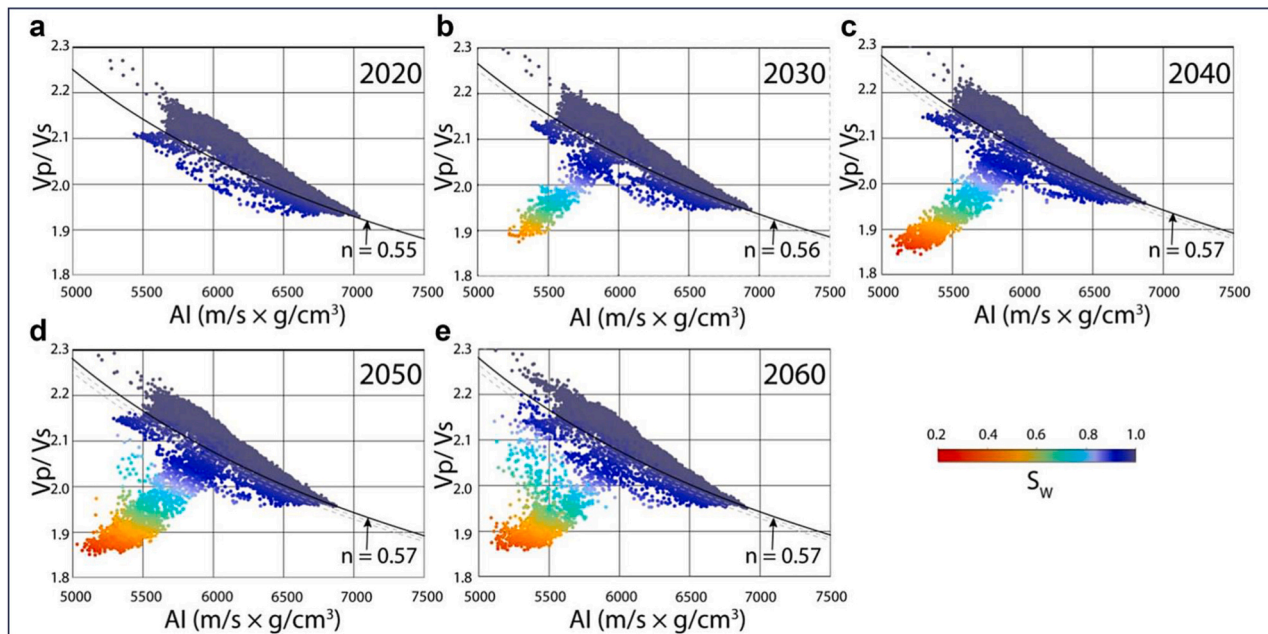 a
2.3
2.2
2.1
2.0
1.9
1.8
Vp/ Vs
2020
n = 0.55
5000 5500 6000 6500 7000 7500
AI (m/s × g/cm³)
b
2.3
2.2
2.1
2.0
1.9
1.8
Vp/ Vs
2030
n = 0.56
5000 5500 6000 6500 7000 7500
AI (m/s × g/cm³)
c
2.3
2.2
2.1
2.0
1.9
1.8
Vp/ Vs
2040
n = 0.57
5000 5500 6000 6500 7000 7500
AI (m/s × g/cm³)
d
2.3
2.2
2.1
2.0
1.9
1.8
Vp/ Vs
2050
n = 0.57
5000 5500 6000 6500 7000 7500
AI (m/s × g/cm³)
e
2.3
2.2
2.1
2.0
1.9
1.8
Vp/ Vs
2060
n = 0.57
5000 5500 6000 6500 7000 7500
AI (m/s × g/cm³)
0.2 0.4 0.6 0.8 1.0
S_W